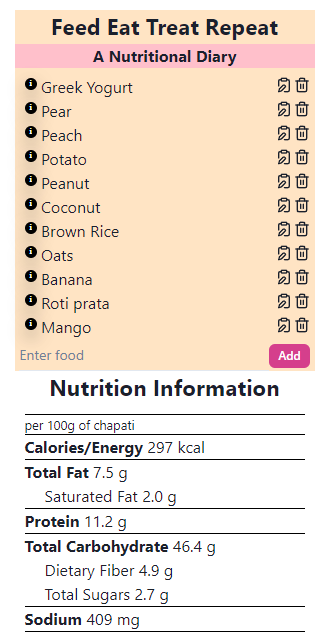 Feed Eat Treat Repeat
A Nutritional Diary
Greek Yogurt
Pear
Peach
Potato
Peanut
Coconut
Brown Rice
Oats
Banana
Roti prata
Mango
Enter food Add
Nutrition Information
per 100g of chapati
Calories/Energy 297 kcal
Total Fat 7.5 g
Saturated Fat 2.0 g
Protein 11.2 g
Total Carbohydrate 46.4 g
Dietary Fiber 4.9 g
Total Sugars 2.7 g
Sodium 409 mg